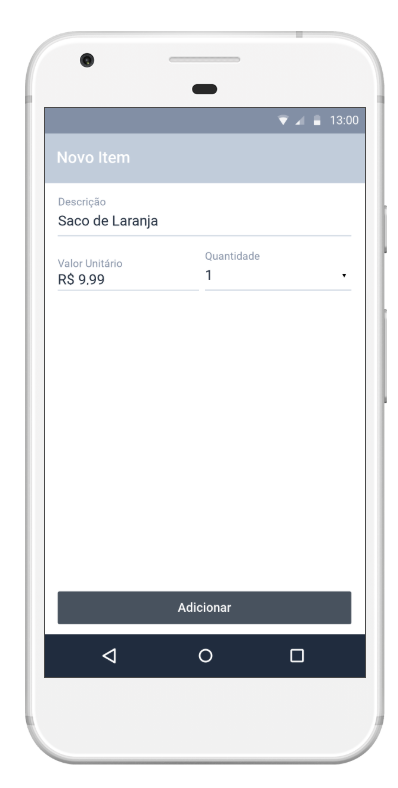 13:00
Novo Item
Descrição
Saco de Laranja
Valor Unitário
R$ 9,99
Quantidade
1
Adicionar